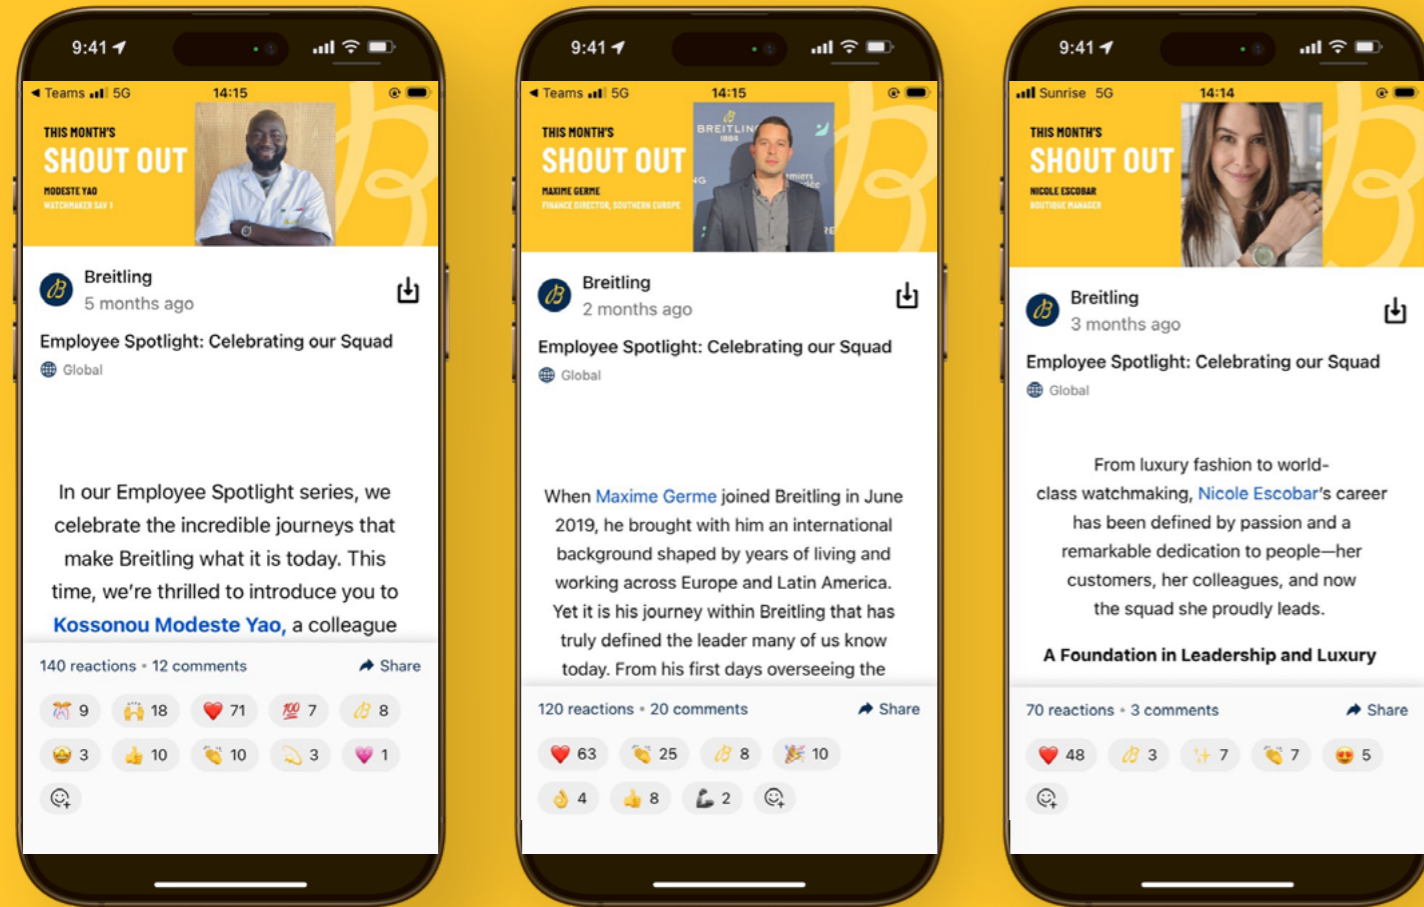 9:41
Teams 5G
14:15
THIS MONTH'S
SHOUT OUT
MODESTE YAO
WATCHMAKER SAV 1
Breitling
5 months ago
Employee Spotlight: Celebrating our Squad
Global
In our Employee Spotlight series, we
celebrate the incredible journeys that
make Breitling what it is today. This
time, we're thrilled to introduce you to
Kossonou Modeste Yao, a colleague
140 reactions • 12 comments
Share
9
18
71
100 7
8
3
10
10
3
1
9:41
Teams 5G
14:15
THIS MONTH'S
SHOUT OUT
MAXIME GERME
FINANCE DIRECTOR, SOUTHERN EUROPE
BREITLING
1884
Breitling
2 months ago
Employee Spotlight: Celebrating our Squad
Global
When Maxime Germe joined Breitling in June
2019, he brought with him an international
background shaped by years of living and
working across Europe and Latin America.
Yet it is his journey within Breitling that has
truly defined the leader many of us know
today. From his first days overseeing the
120 reactions • 20 comments
Share
63
25
8
10
4
8
2
9:41
Sunrise 5G
14:14
THIS MONTH'S
SHOUT OUT
NICOLE ESCOBAR
BOUTIQUE MANAGER
Breitling
3 months ago
Employee Spotlight: Celebrating our Squad
Global
From luxury fashion to world-
class watchmaking, Nicole Escobar's career
has been defined by passion and a
remarkable dedication to people—her
customers, her colleagues, and now
the squad she proudly leads.
A Foundation in Leadership and Luxury
70 reactions • 3 comments
Share
48
3
7
7
5